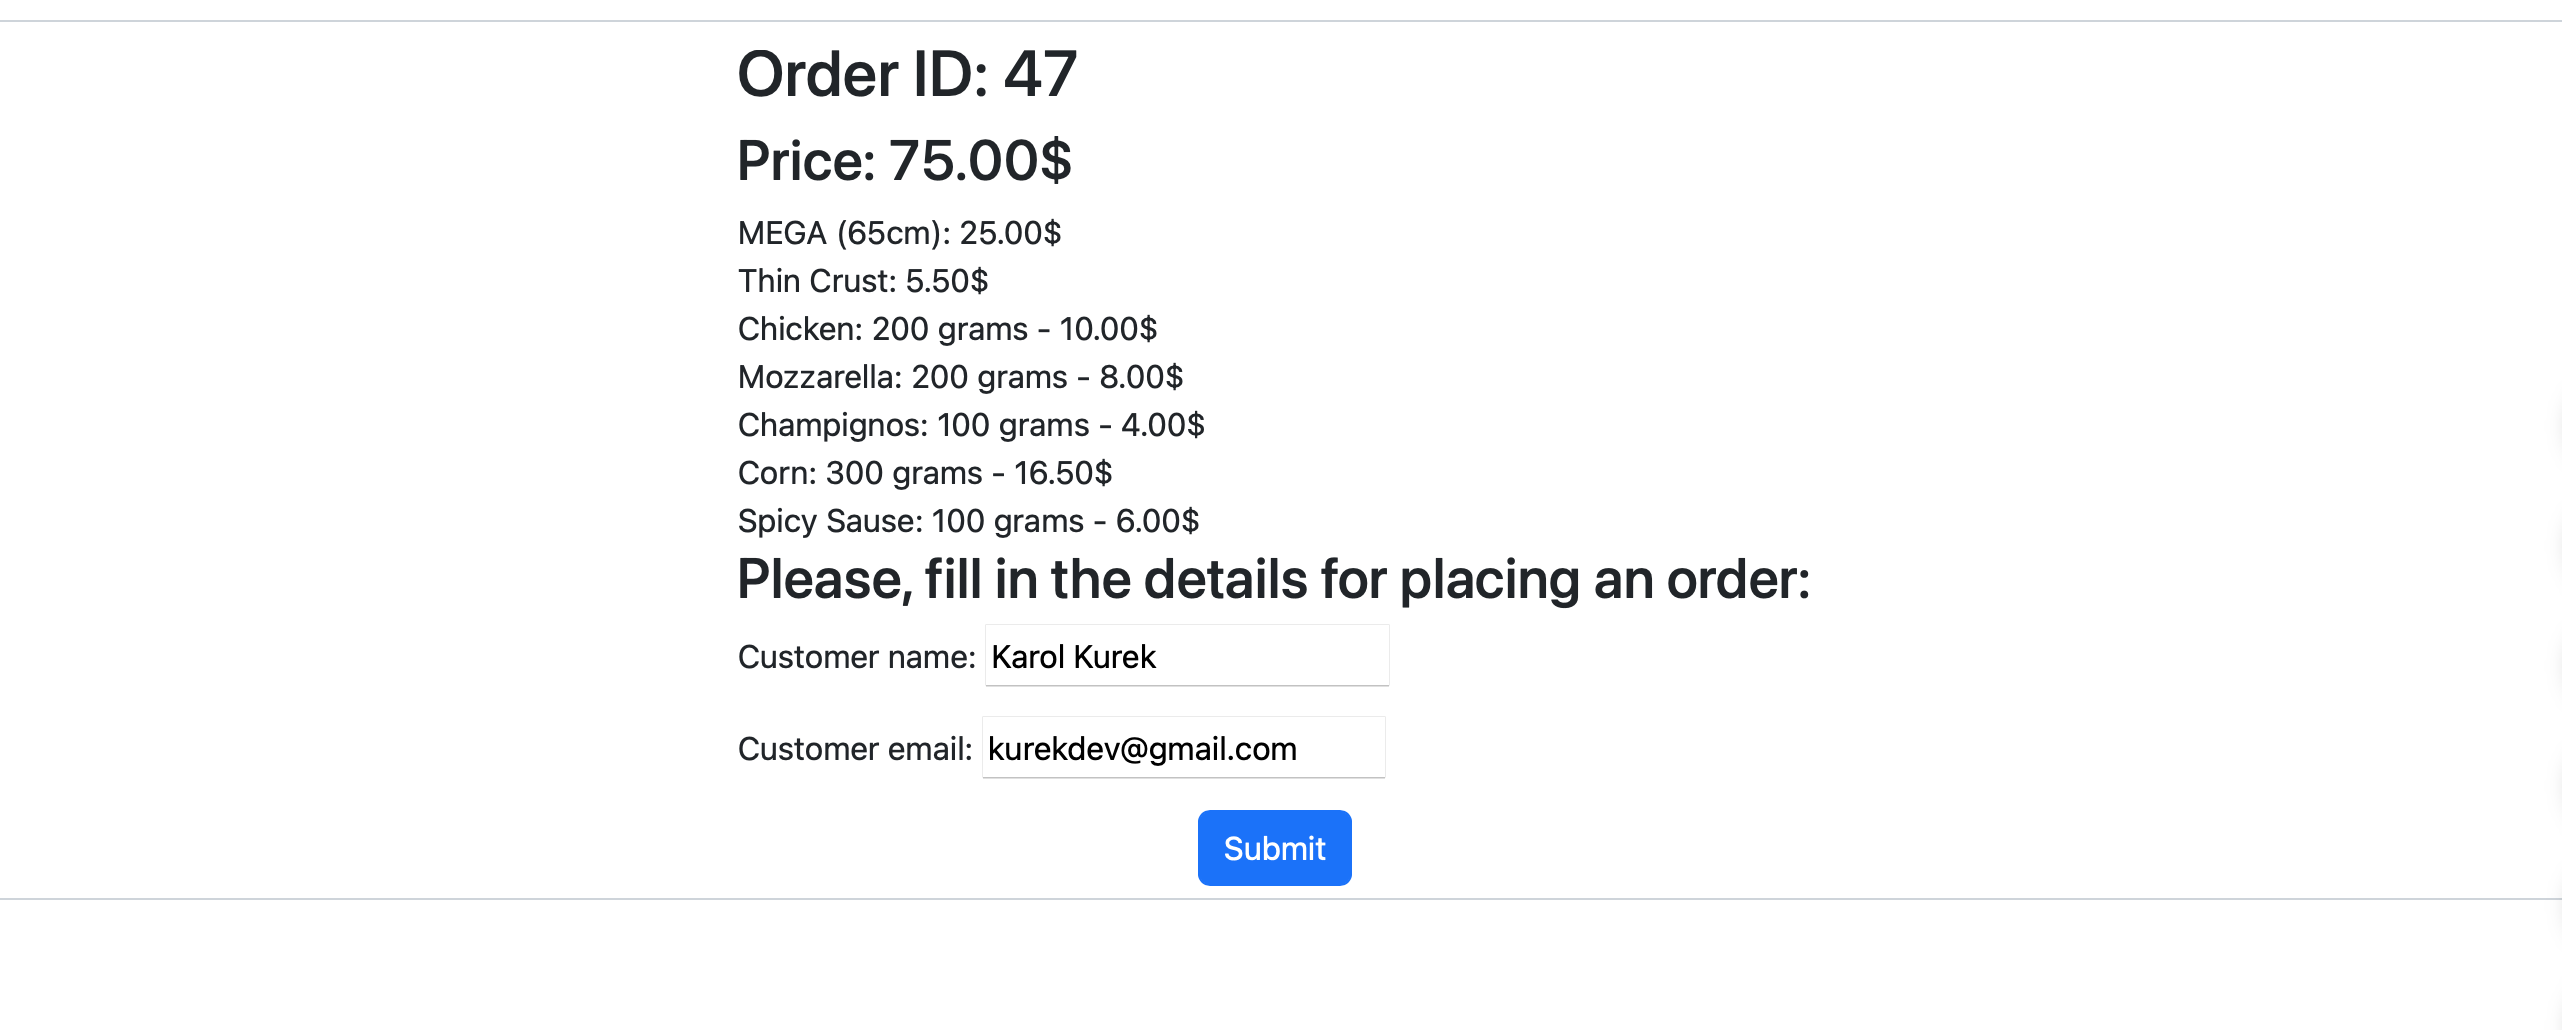 Order ID: 47
Price: 75.00$
MEGA (65cm): 25.00$
Thin Crust: 5.50$
Chicken: 200 grams - 10.00$
Mozzarella: 200 grams - 8.00$
Champignos: 100 grams - 4.00$
Corn: 300 grams - 16.50$
Spicy Sause: 100 grams - 6.00$
Please, fill in the details for placing an order:
Customer name: Karol Kurek
Customer email: kurekdev@gmail.com
Submit